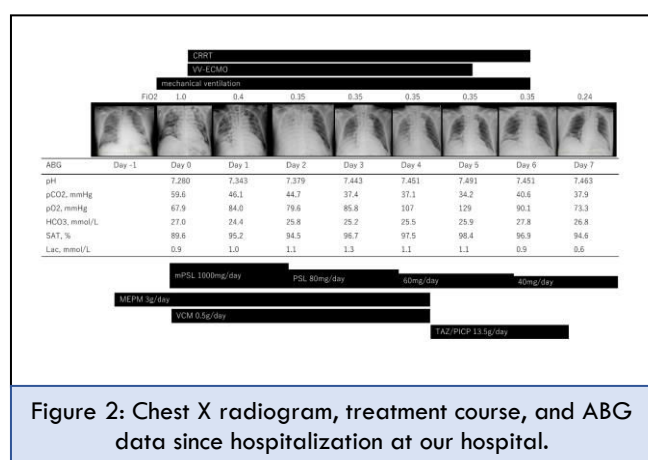 CRRT
VV-ECMO
mechanical ventilation
FiO2 1.0 0.4 0.35 0.35 0.35 0.35 0.35 0.24
ABG Day -1 Day 0 Day 1 Day 2 Day 3 Day 4 Day 5 Day 6 Day 7
pH 7.280 7.343 7.379 7.443 7.451 7.491 7.451 7.463
pCO2, mmHg 59.6 46.1 44.7 37.4 37.1 34.2 40.6 37.9
pO2, mmHg 67.9 84.0 79.6 85.8 107 129 90.1 73.3
HCO3, mmol/L 27.0 24.4 25.8 25.2 25.5 25.9 27.8 26.8
SAT, % 89.6 95.2 94.5 96.7 97.5 98.4 96.9 94.6
Lac, mmol/L 0.9 1.0 1.1 1.3 1.1 1.1 0.9 0.6
mPSL 1000mg/day PSL 80mg/day 60mg/day 40mg/day
MEPM 3g/day
VCM 0.5g/day
TAZ/PICP 13.5g/day
Figure 2: Chest X radiogram, treatment course, and ABG
data since hospitalization at our hospital.